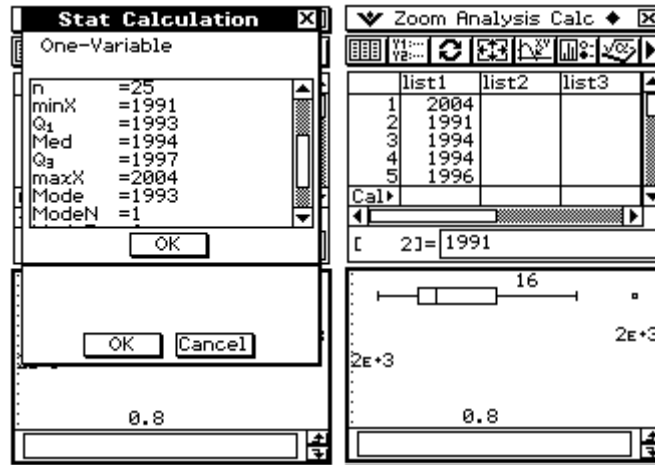 Stat Calculation
One-Variable
n =25
minX =1991
Q1 =1993
Med =1994
Q3 =1997
maxX =2004
Mode =1993
ModeN =1
OK
OK Cancel
0.8
Zoom Analysis Calc
list1 list2 list3
1 2004
2 1991
3 1994
4 1994
5 1996
Cal
[ 2]= 1991
16
2E+3
2E+3
0.8